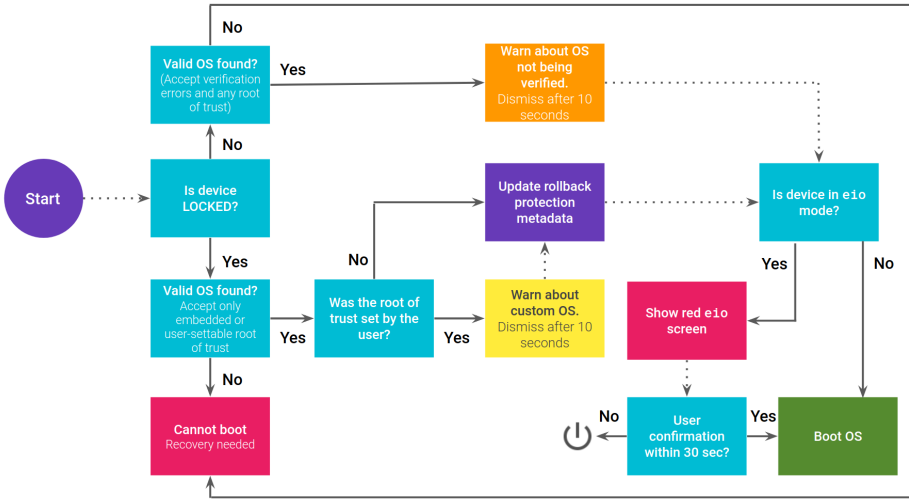 No
Valid OS found?
(Accept verification
errors and any root
of trust)
Yes
Warn about OS
not being
verified.
Dismiss after 10
seconds
No
Start
Is device
LOCKED?
Update rollback
protection
metadata
Is device in eio
mode?
Yes
No
Yes
No
Valid OS found?
Accept only
embedded or
user-settable root
of trust
Yes
Was the root of
trust set by the
user?
Yes
Warn about
custom OS.
Dismiss after 10
seconds
Show red eio
screen
No
Cannot boot
Recovery needed
No
User
confirmation
within 30 sec?
Yes
Boot OS